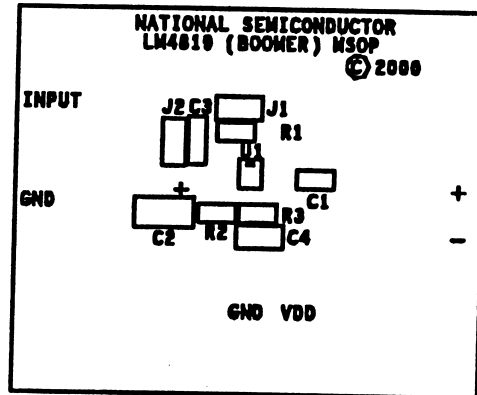 NATIONAL SEMICONDUCTOR
LM4819 (BOOMER) MSOP
© 2000
INPUT
J2 C3 J1
R1
U1
GND
+
C1
+
C2 R2 R3
C4
−
GND VDD